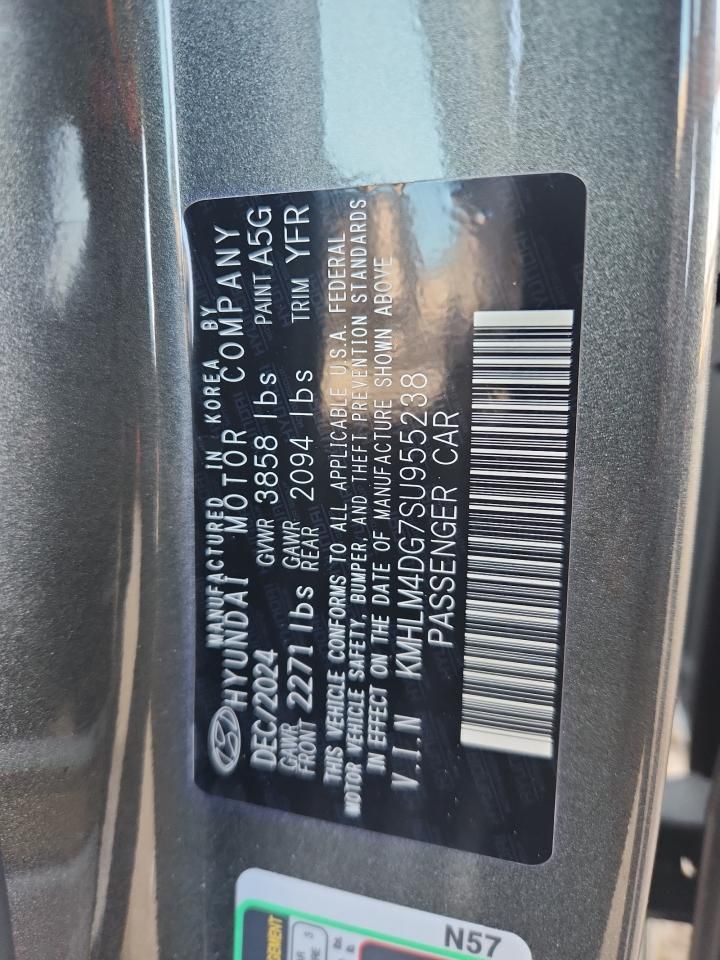 MANUFACTURED IN KOREA BY
HYUNDAI MOTOR COMPANY
DEC/2024 GVWR 3858 lbs PAINT A5G
GAWR FRONT 2271 lbs GAWR REAR 2094 lbs TRIM YFR
THIS VEHICLE CONFORMS TO ALL APPLICABLE U.S.A. FEDERAL
MOTOR VEHICLE SAFETY, BUMPER, AND THEFT PREVENTION STANDARDS
IN EFFECT ON THE DATE OF MANUFACTURE SHOWN ABOVE
V.I.N KMHLM4DG7SU955238
PASSENGER CAR
N57